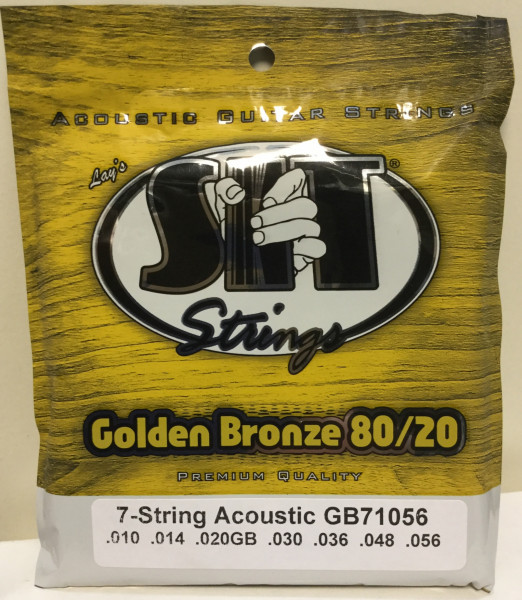 ACOUSTIC GUITAR STRINGS
Lay's
SIT®
Strings
Golden Bronze 80/20
PREMIUM QUALITY
7-String Acoustic GB71056
.010 .014 .020GB .030 .036 .048 .056